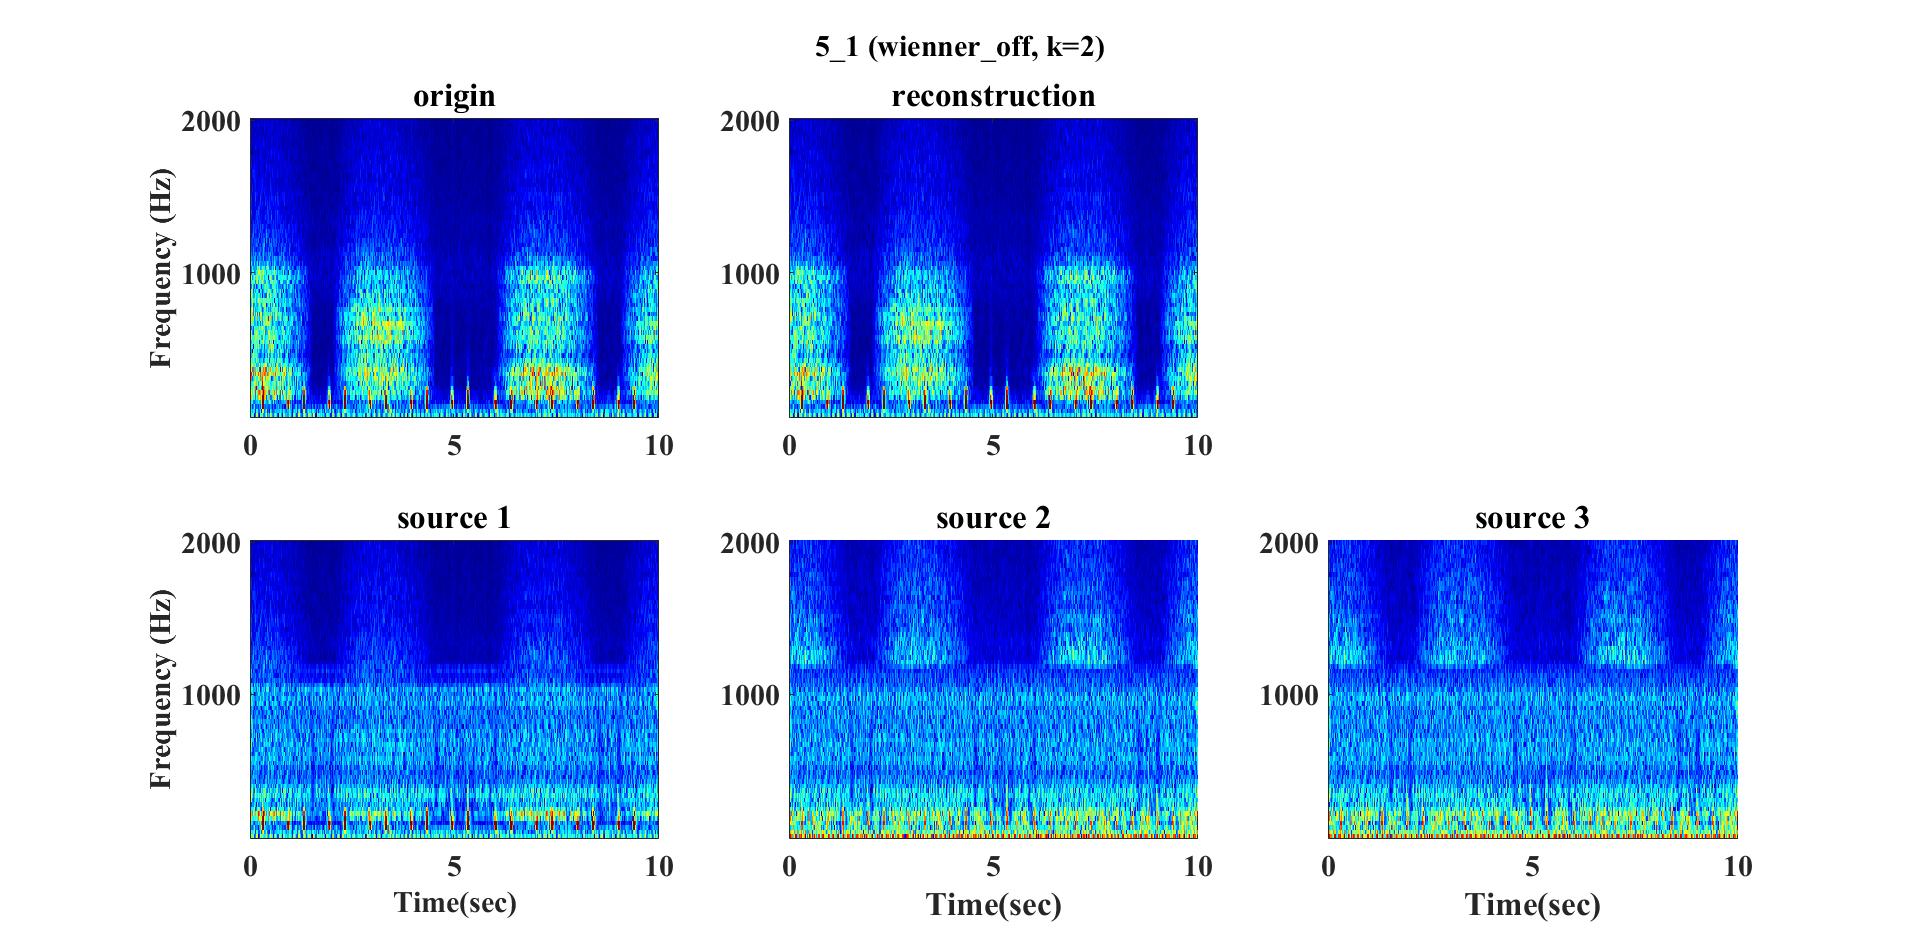 5_1 (wienner_off, k=2)
origin
reconstruction
2000
1000
Frequency (Hz)
0 5 10
2000
1000
0 5 10
source 1
source 2
source 3
2000
1000
Frequency (Hz)
0 5 10
Time(sec)
2000
1000
0 5 10
Time(sec)
2000
1000
0 5 10
Time(sec)